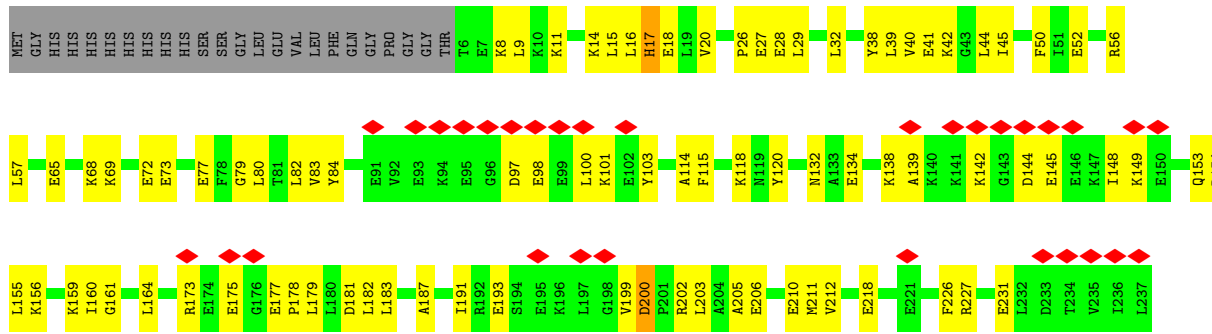 MET GLY HIS HIS HIS HIS HIS HIS HIS HIS SER SER GLY LEU GLU VAL LEU PHE GLN GLY PRO GLY GLY THR T6 E7 K8 L9 K10 K11 K14 L15 L16 H17 E18 L19 V20 P26 E27 E28 L29 L32 Y38 L39 V40 E41 K42 G43 L44 I45 F50 I51 E52 R56
L57 E65 K68 K69 E72 E73 E77 F78 G79 L80 T81 L82 V83 Y84 E91 V92 E93 K94 E95 G96 D97 E98 E99 L100 K101 E102 Y103 A114 F115 K118 N119 Y120 N132 A133 E134 K138 A139 K140 K141 K142 G143 D144 E145 E146 K147 I148 K149 E150 Q153
L155 K156 K159 I160 G161 L164 R173 E174 E175 G176 E177 P178 L179 L180 D181 L182 L183 A187 I191 R192 E193 S194 E195 K196 L197 G198 V199 D200 P201 R202 L203 A204 A205 E206 E210 M211 V212 E218 E221 F226 R227 E231 L232 D233 T234 V235 I236 L237